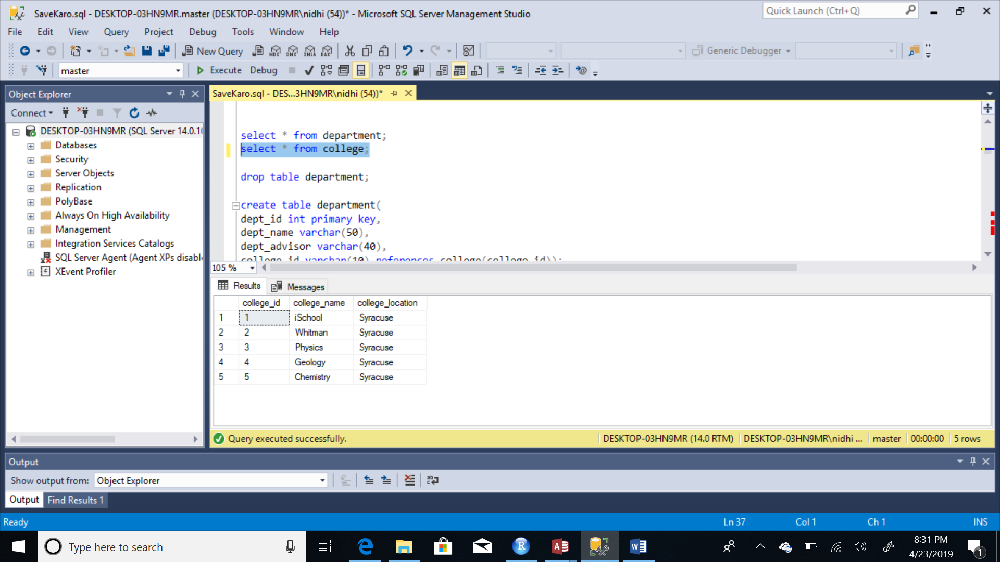 SaveKaro.sql - DESKTOP-03HN9MR.master (DESKTOP-03HN9MR\nidhi (54))* - Microsoft SQL Server Management Studio
Quick Launch (Ctrl+Q)
File Edit View Query Project Debug Tools Window Help
New Query MDX DMX XMLA DAX Generic Debugger
master Execute Debug
Object Explorer
SaveKaro.sql - DES...3HN9MR\nidhi (54))*
Connect
DESKTOP-03HN9MR (SQL Server 14.0.10
Databases
Security
Server Objects
Replication
PolyBase
Always On High Availability
Management
Integration Services Catalogs
SQL Server Agent (Agent XPs disabl
XEvent Profiler
select * from department;
select * from college;
drop table department;
create table department(
dept_id int primary key,
dept_name varchar(50),
dept_advisor varchar(40),
college_id varchar(10) references college(college_id));
105 %
Results Messages
college_id college_name college_location
1 1 iSchool Syracuse
2 2 Whitman Syracuse
3 3 Physics Syracuse
4 4 Geology Syracuse
5 5 Chemistry Syracuse
Query executed successfully. DESKTOP-03HN9MR (14.0 RTM) DESKTOP-03HN9MR\nidhi ... master 00:00:00 5 rows
Output
Show output from: Object Explorer
Output Find Results 1
Ready Ln 37 Col 1 Ch 1 INS
Type here to search
8:31 PM
4/23/2019
1